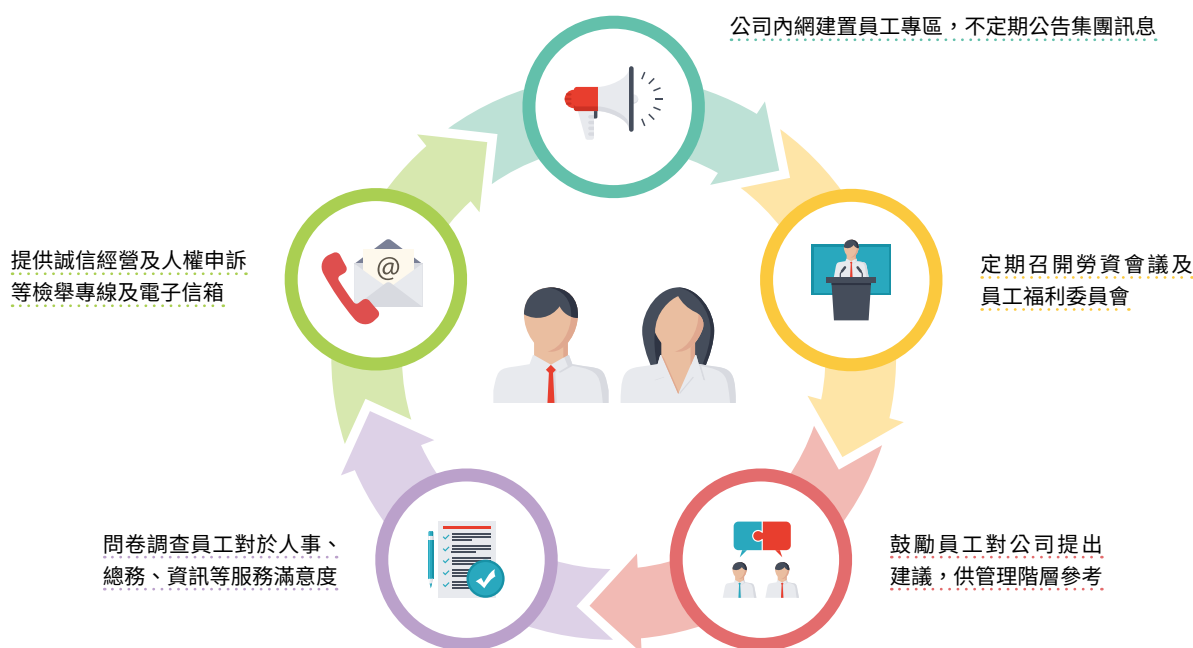 公司內網建置員工專區，不定期公告集團訊息
定期召開勞資會議及
員工福利委員會
鼓勵員工對公司提出
建議，供管理階層參考
問卷調查員工對於人事、
總務、資訊等服務滿意度
提供誠信經營及人權申訴
等檢舉專線及電子信箱
@